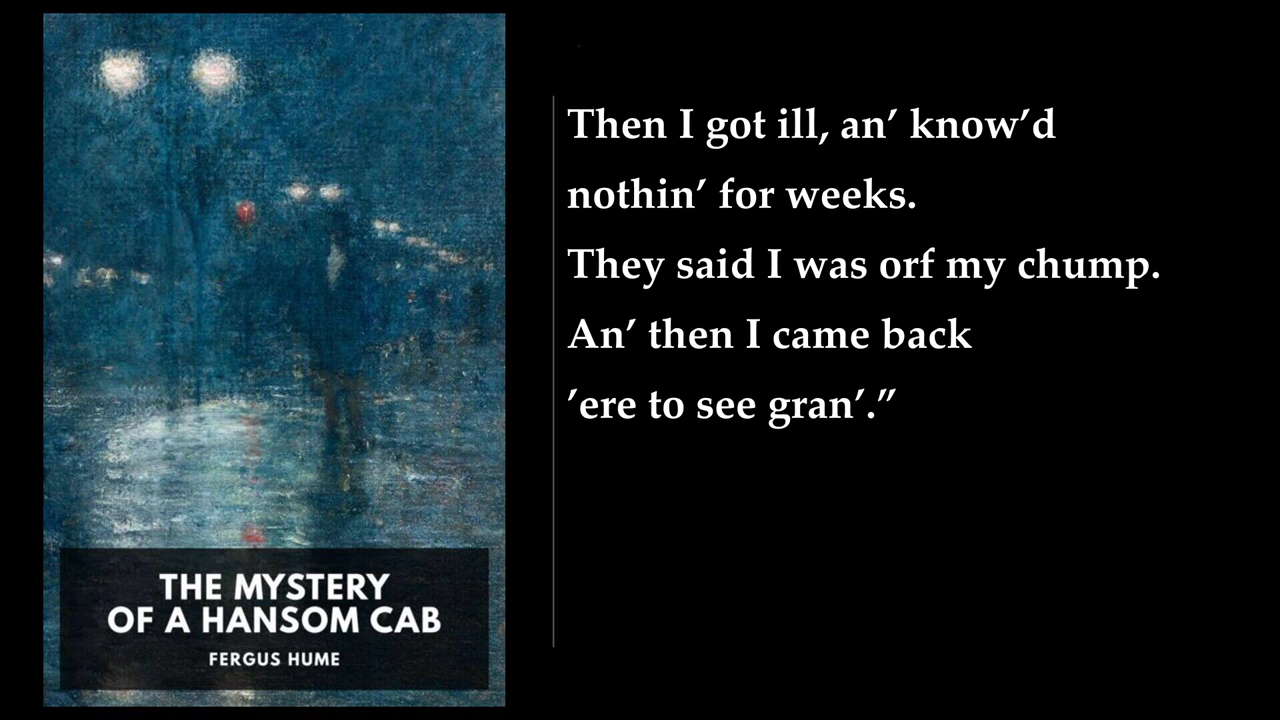 THE MYSTERY
OF A HANSOM CAB
FERGUS HUME
Then I got ill, an’ know’d
nothin’ for weeks.
They said I was orf my chump.
An’ then I came back
’ere to see gran’.”